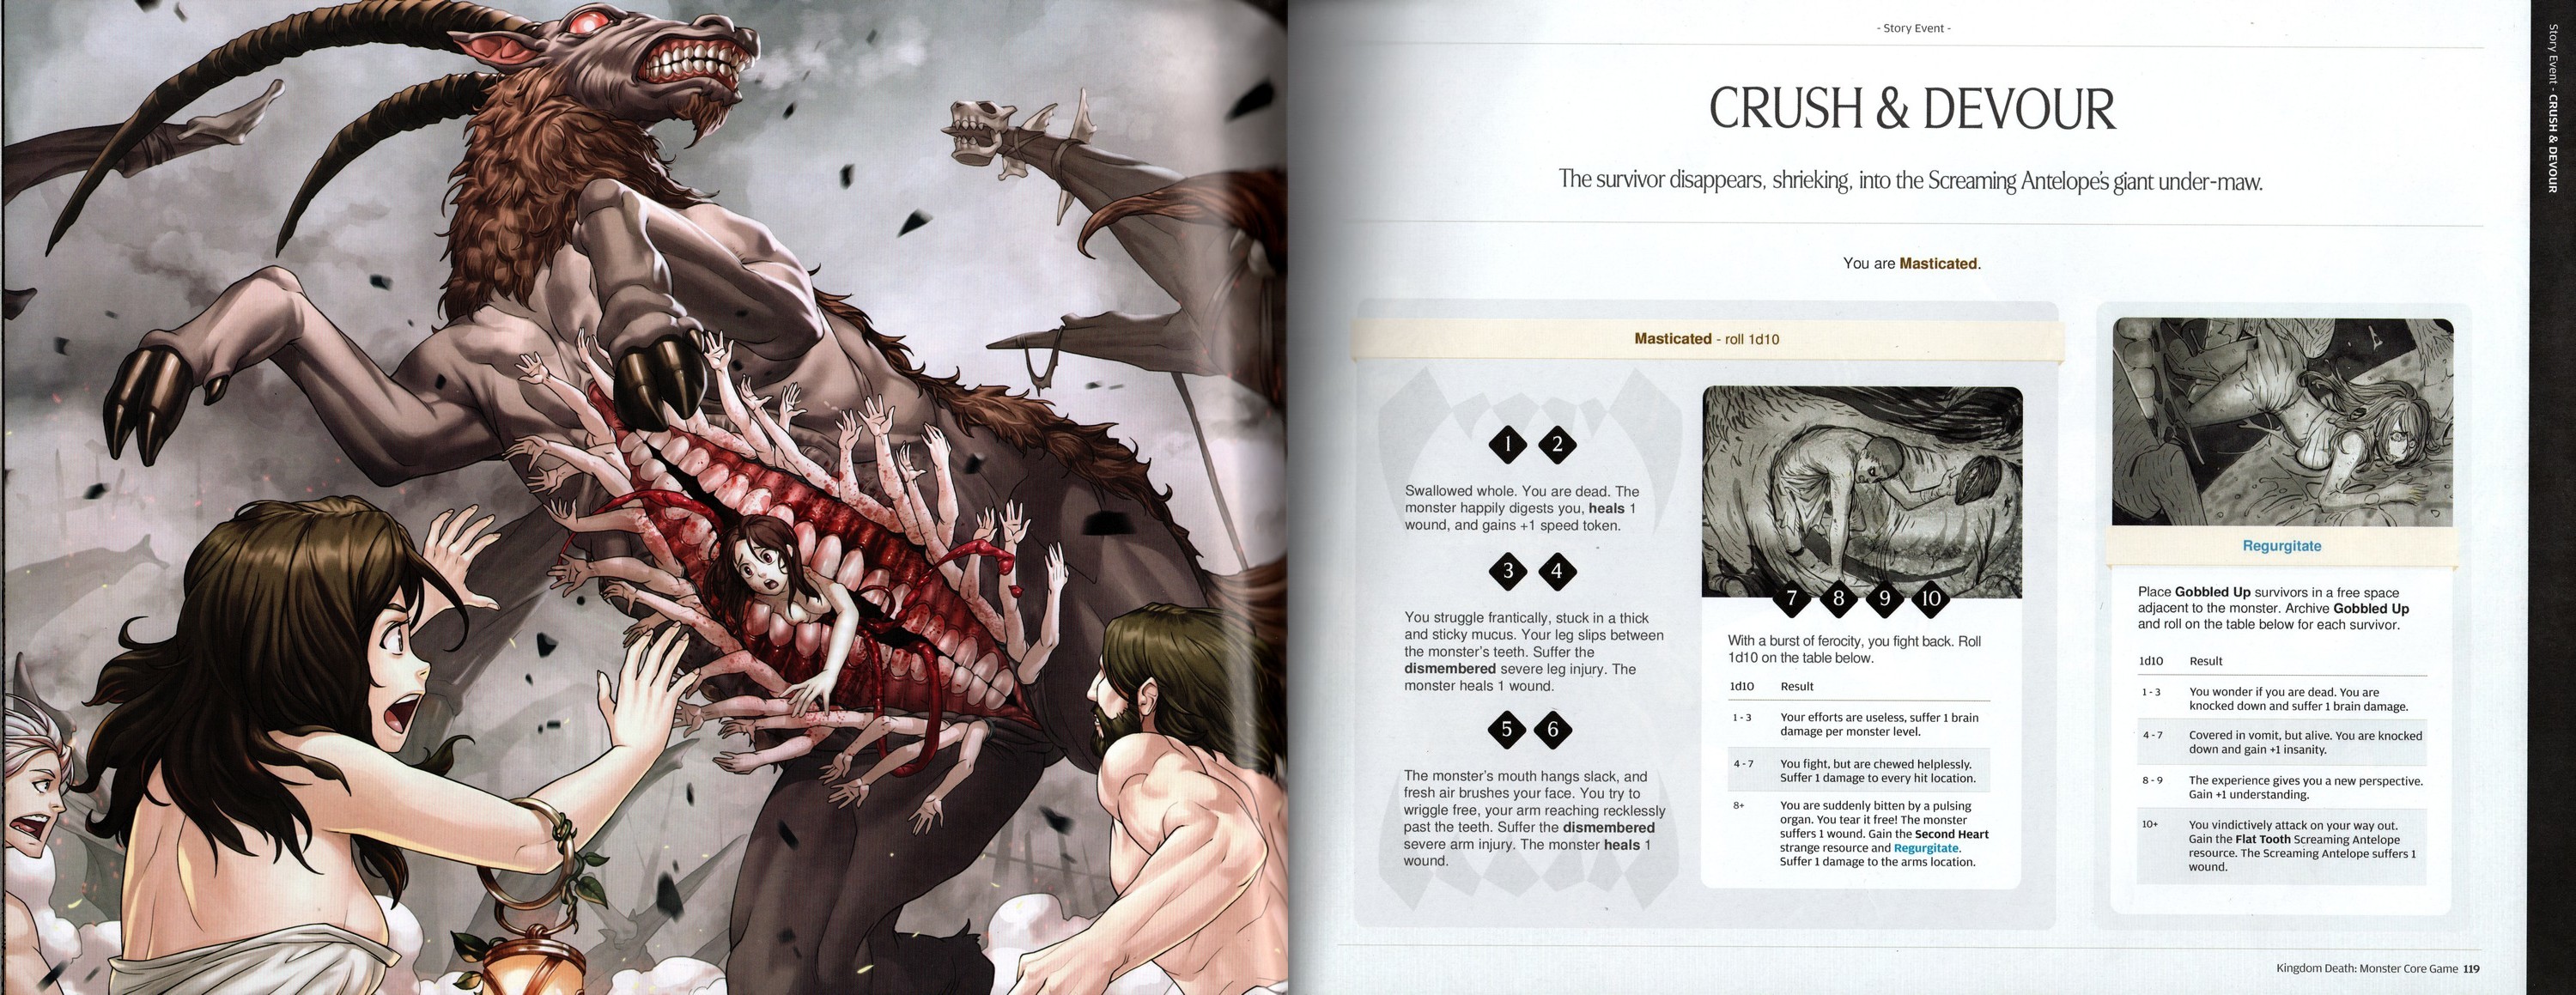 - Story Event -
CRUSH & DEVOUR
The survivor disappears, shrieking, into the Screaming Antelope's giant under-maw.
You are Masticated.
Masticated - roll 1d10
1 2
Swallowed whole. You are dead. The
monster happily digests you, heals 1
wound, and gains +1 speed token.
3 4
You struggle frantically, stuck in a thick
and sticky mucus. Your leg slips between
the monster's teeth. Suffer the
dismembered severe leg injury. The
monster heals 1 wound.
5 6
The monster's mouth hangs slack, and
fresh air brushes your face. You try to
wriggle free, your arm reaching recklessly
past the teeth. Suffer the dismembered
severe arm injury. The monster heals 1
wound.
7 8 9 10
With a burst of ferocity, you fight back. Roll
1d10 on the table below.
1d10 Result
1 - 3 Your efforts are useless, suffer 1 brain
damage per monster level.
4 - 7 You fight, but are chewed helplessly.
Suffer 1 damage to every hit location.
8+ You are suddenly bitten by a pulsing
organ. You tear it free! The monster
suffers 1 wound. Gain the Second Heart
strange resource and Regurgitate.
Suffer 1 damage to the arms location.
Regurgitate
Place Gobbled Up survivors in a free space
adjacent to the monster. Archive Gobbled Up
and roll on the table below for each survivor.
1d10 Result
1 - 3 You wonder if you are dead. You are
knocked down and suffer 1 brain damage.
4 - 7 Covered in vomit, but alive. You are knocked
down and gain +1 insanity.
8 - 9 The experience gives you a new perspective.
Gain +1 understanding.
10+ You vindictively attack on your way out.
Gain the Flat Tooth Screaming Antelope
resource. The Screaming Antelope suffers 1
wound.
Kingdom Death: Monster Core Game 119
Story Event - CRUSH & DEVOUR